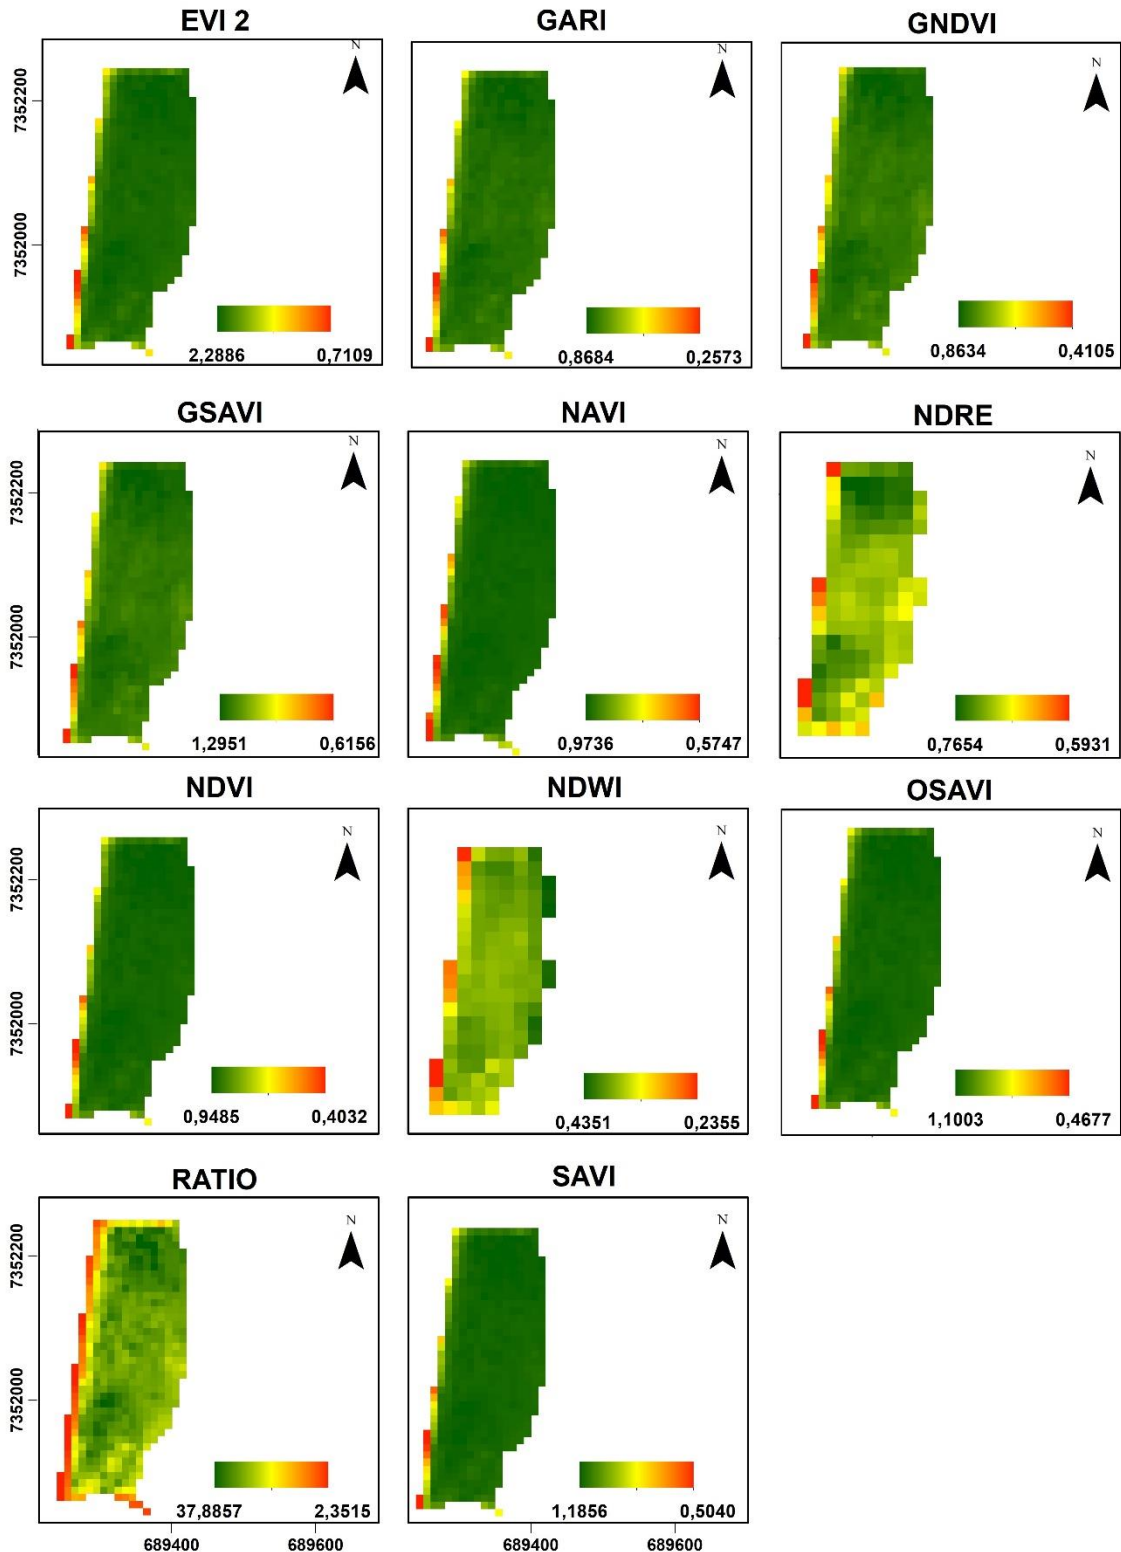 EVI 2
GARI
GNDVI
N
N
N
7352200
7352000
2,2886
0,7109
0,8684
0,2573
0,8634
0,4105
GSAVI
NAVI
NDRE
N
N
N
7352200
7352000
1,2951
0,6156
0,9736
0,5747
0,7654
0,5931
NDVI
NDWI
OSAVI
N
N
N
7352200
7352000
0,9485
0,4032
0,4351
0,2355
1,1003
0,4677
RATIO
SAVI
N
N
7352200
7352000
37,8857
2,3515
1,1856
0,5040
689400
689600
689400
689600